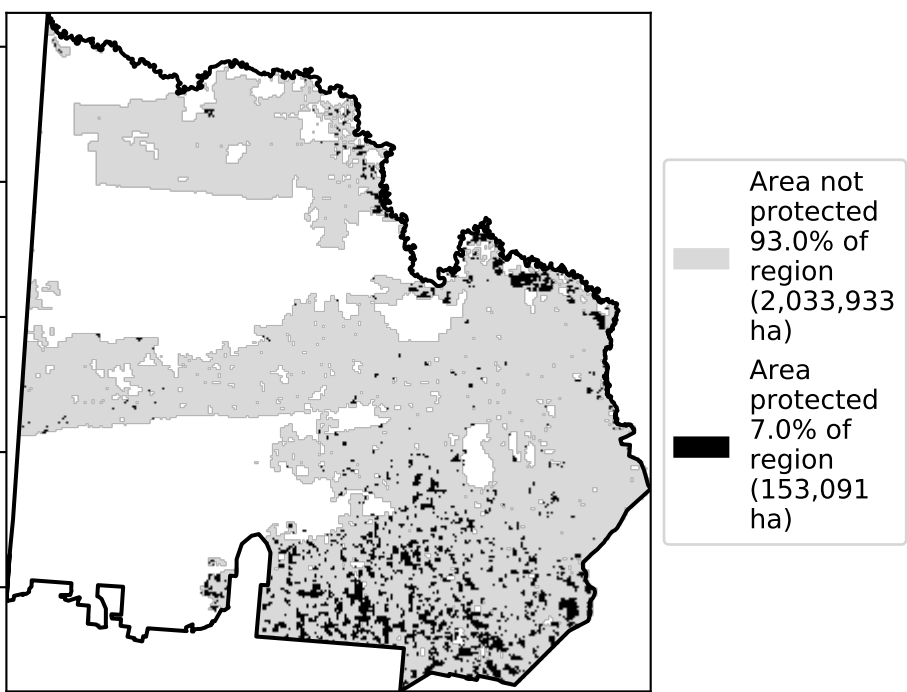 Area not
protected
93.0% of
region
(2,033,933
ha)
Area
protected
7.0% of
region
(153,091
ha)